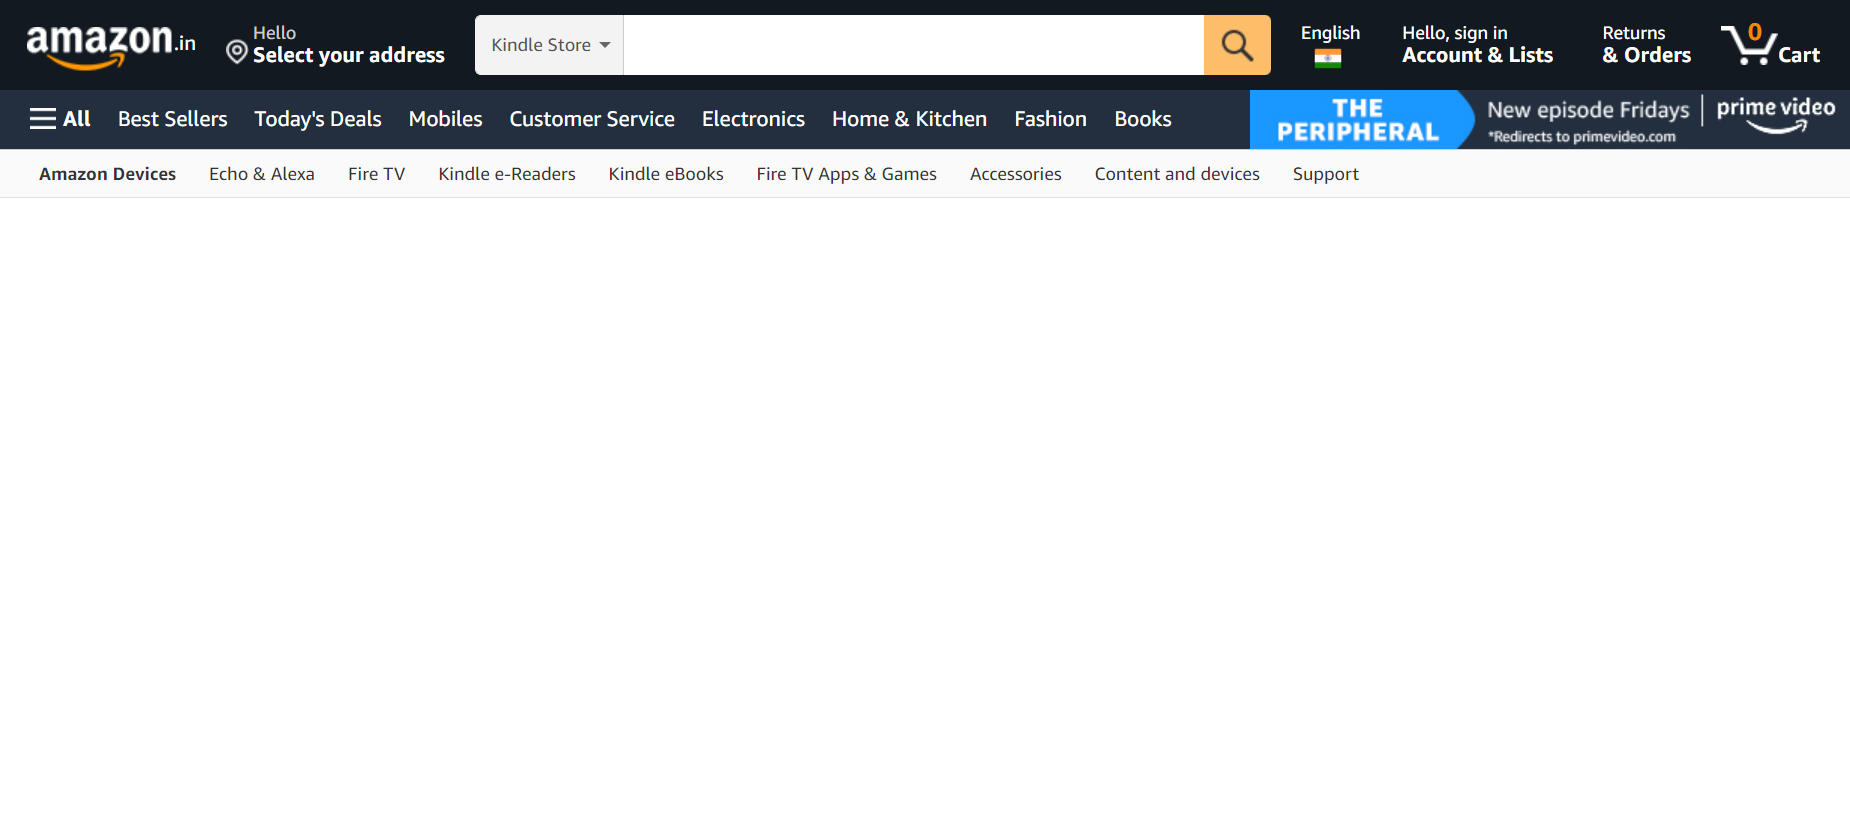 amazon.in
Hello
Select your address
Kindle Store
English
Hello, sign in
Account & Lists
Returns
& Orders
0
Cart
All
Best Sellers
Today's Deals
Mobiles
Customer Service
Electronics
Home & Kitchen
Fashion
Books
THE
PERIPHERAL
New episode Fridays
*Redirects to primevideo.com
prime video
Amazon Devices
Echo & Alexa
Fire TV
Kindle e-Readers
Kindle eBooks
Fire TV Apps & Games
Accessories
Content and devices
Support